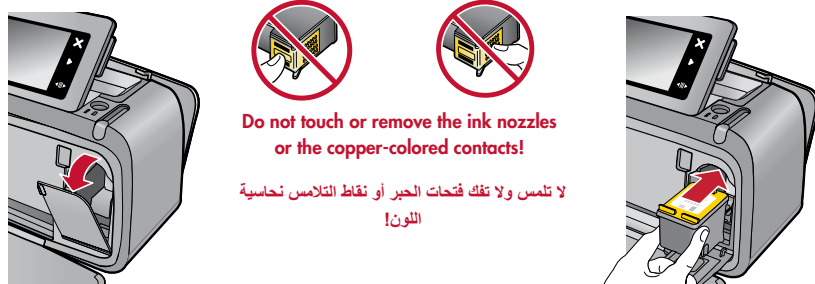 Do not touch or remove the ink nozzles
or the copper-colored contacts!
لا تلمس ولا تفك فتحات الحبر أو نقاط التلامس نحاسية
اللون!